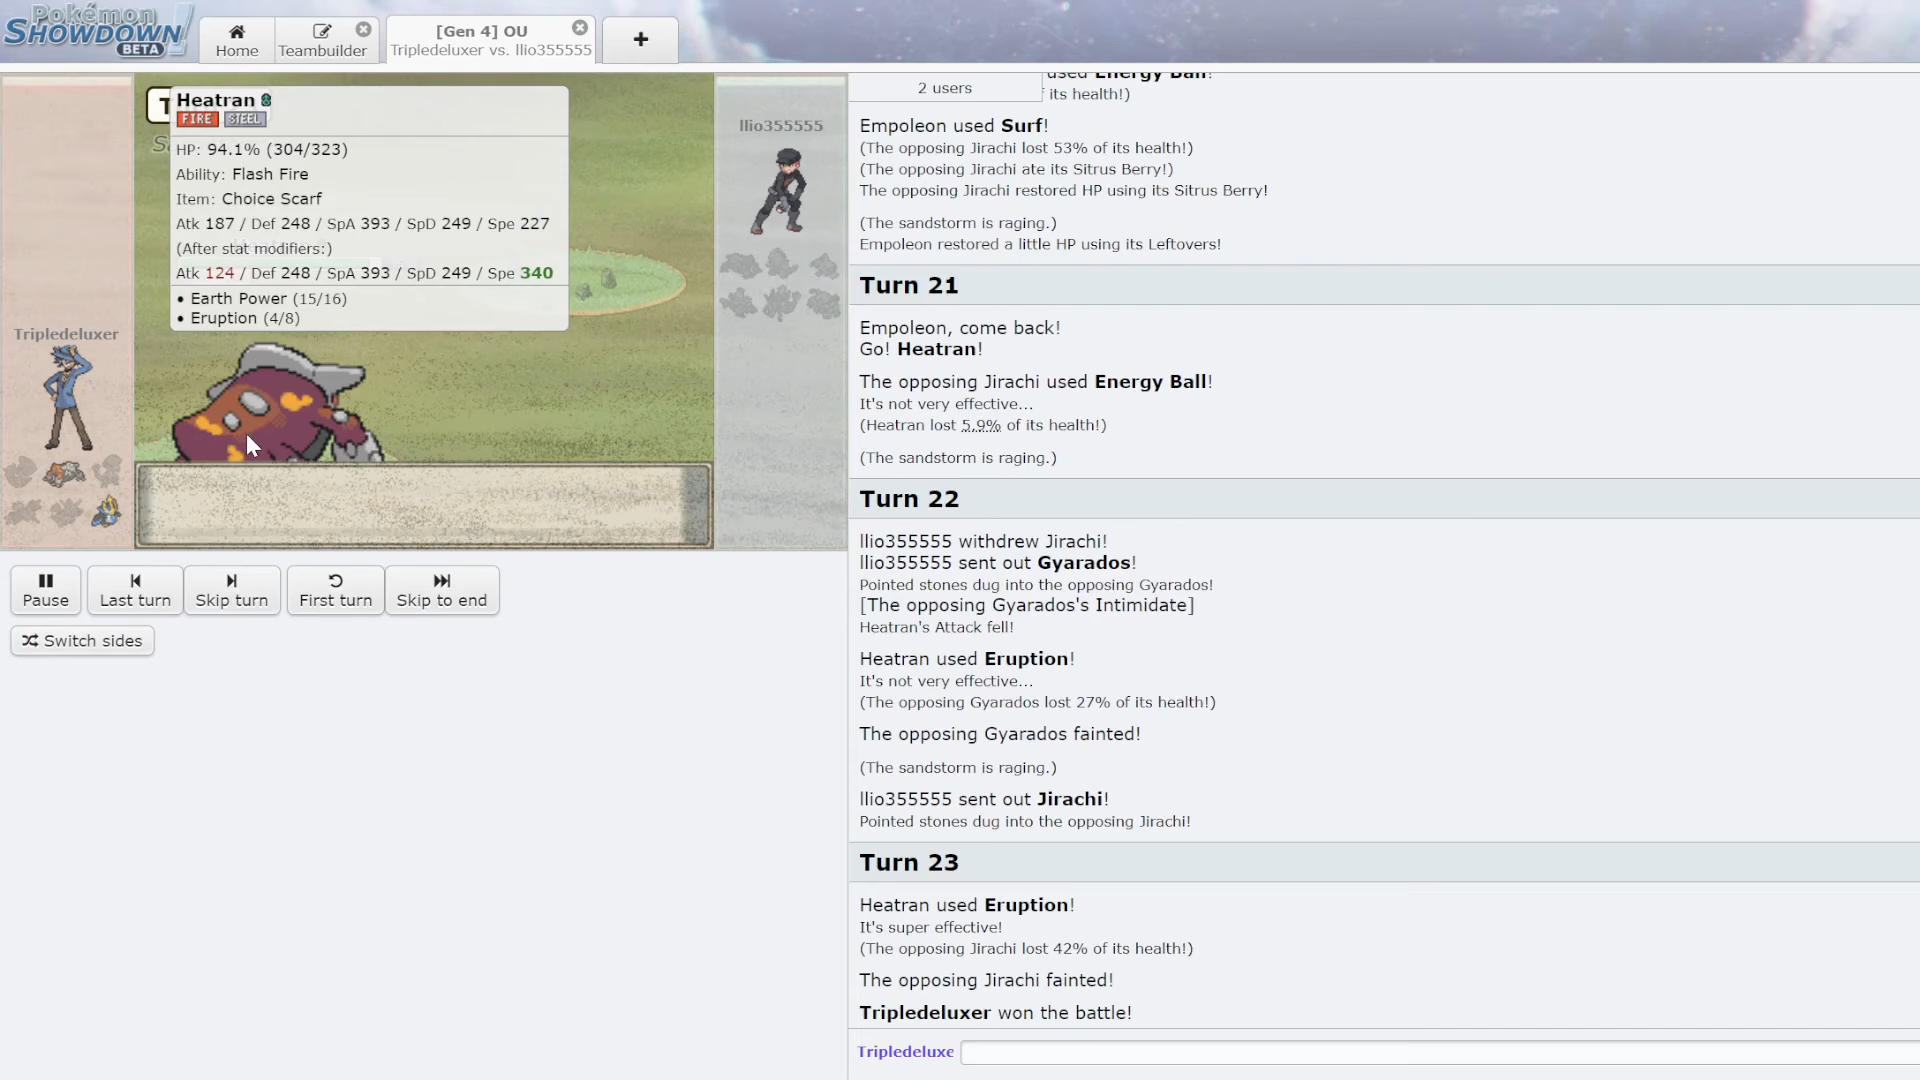 Pokémon
SHOWDOWN!
BETA
Home
Teambuilder
[Gen 4] OU
Tripledeluxer vs. llio355555
+
Heatran
FIRE STEEL
HP: 94.1% (304/323)
Ability: Flash Fire
Item: Choice Scarf
Atk 187 / Def 248 / SpA 393 / SpD 249 / Spe 227
(After stat modifiers:)
Atk 124 / Def 248 / SpA 393 / SpD 249 / Spe 340
• Earth Power (15/16)
• Eruption (4/8)
Tripledeluxer
llio355555
Pause
Last turn
Skip turn
First turn
Skip to end
Switch sides
2 users
used Energy Ball!
its health!)
Empoleon used Surf!
(The opposing Jirachi lost 53% of its health!)
(The opposing Jirachi ate its Sitrus Berry!)
The opposing Jirachi restored HP using its Sitrus Berry!
(The sandstorm is raging.)
Empoleon restored a little HP using its Leftovers!
Turn 21
Empoleon, come back!
Go! Heatran!
The opposing Jirachi used Energy Ball!
It's not very effective...
(Heatran lost 5.9% of its health!)
(The sandstorm is raging.)
Turn 22
llio355555 withdrew Jirachi!
llio355555 sent out Gyarados!
Pointed stones dug into the opposing Gyarados!
[The opposing Gyarados's Intimidate]
Heatran's Attack fell!
Heatran used Eruption!
It's not very effective...
(The opposing Gyarados lost 27% of its health!)
The opposing Gyarados fainted!
(The sandstorm is raging.)
llio355555 sent out Jirachi!
Pointed stones dug into the opposing Jirachi!
Turn 23
Heatran used Eruption!
It's super effective!
(The opposing Jirachi lost 42% of its health!)
The opposing Jirachi fainted!
Tripledeluxer won the battle!
Tripledeluxe